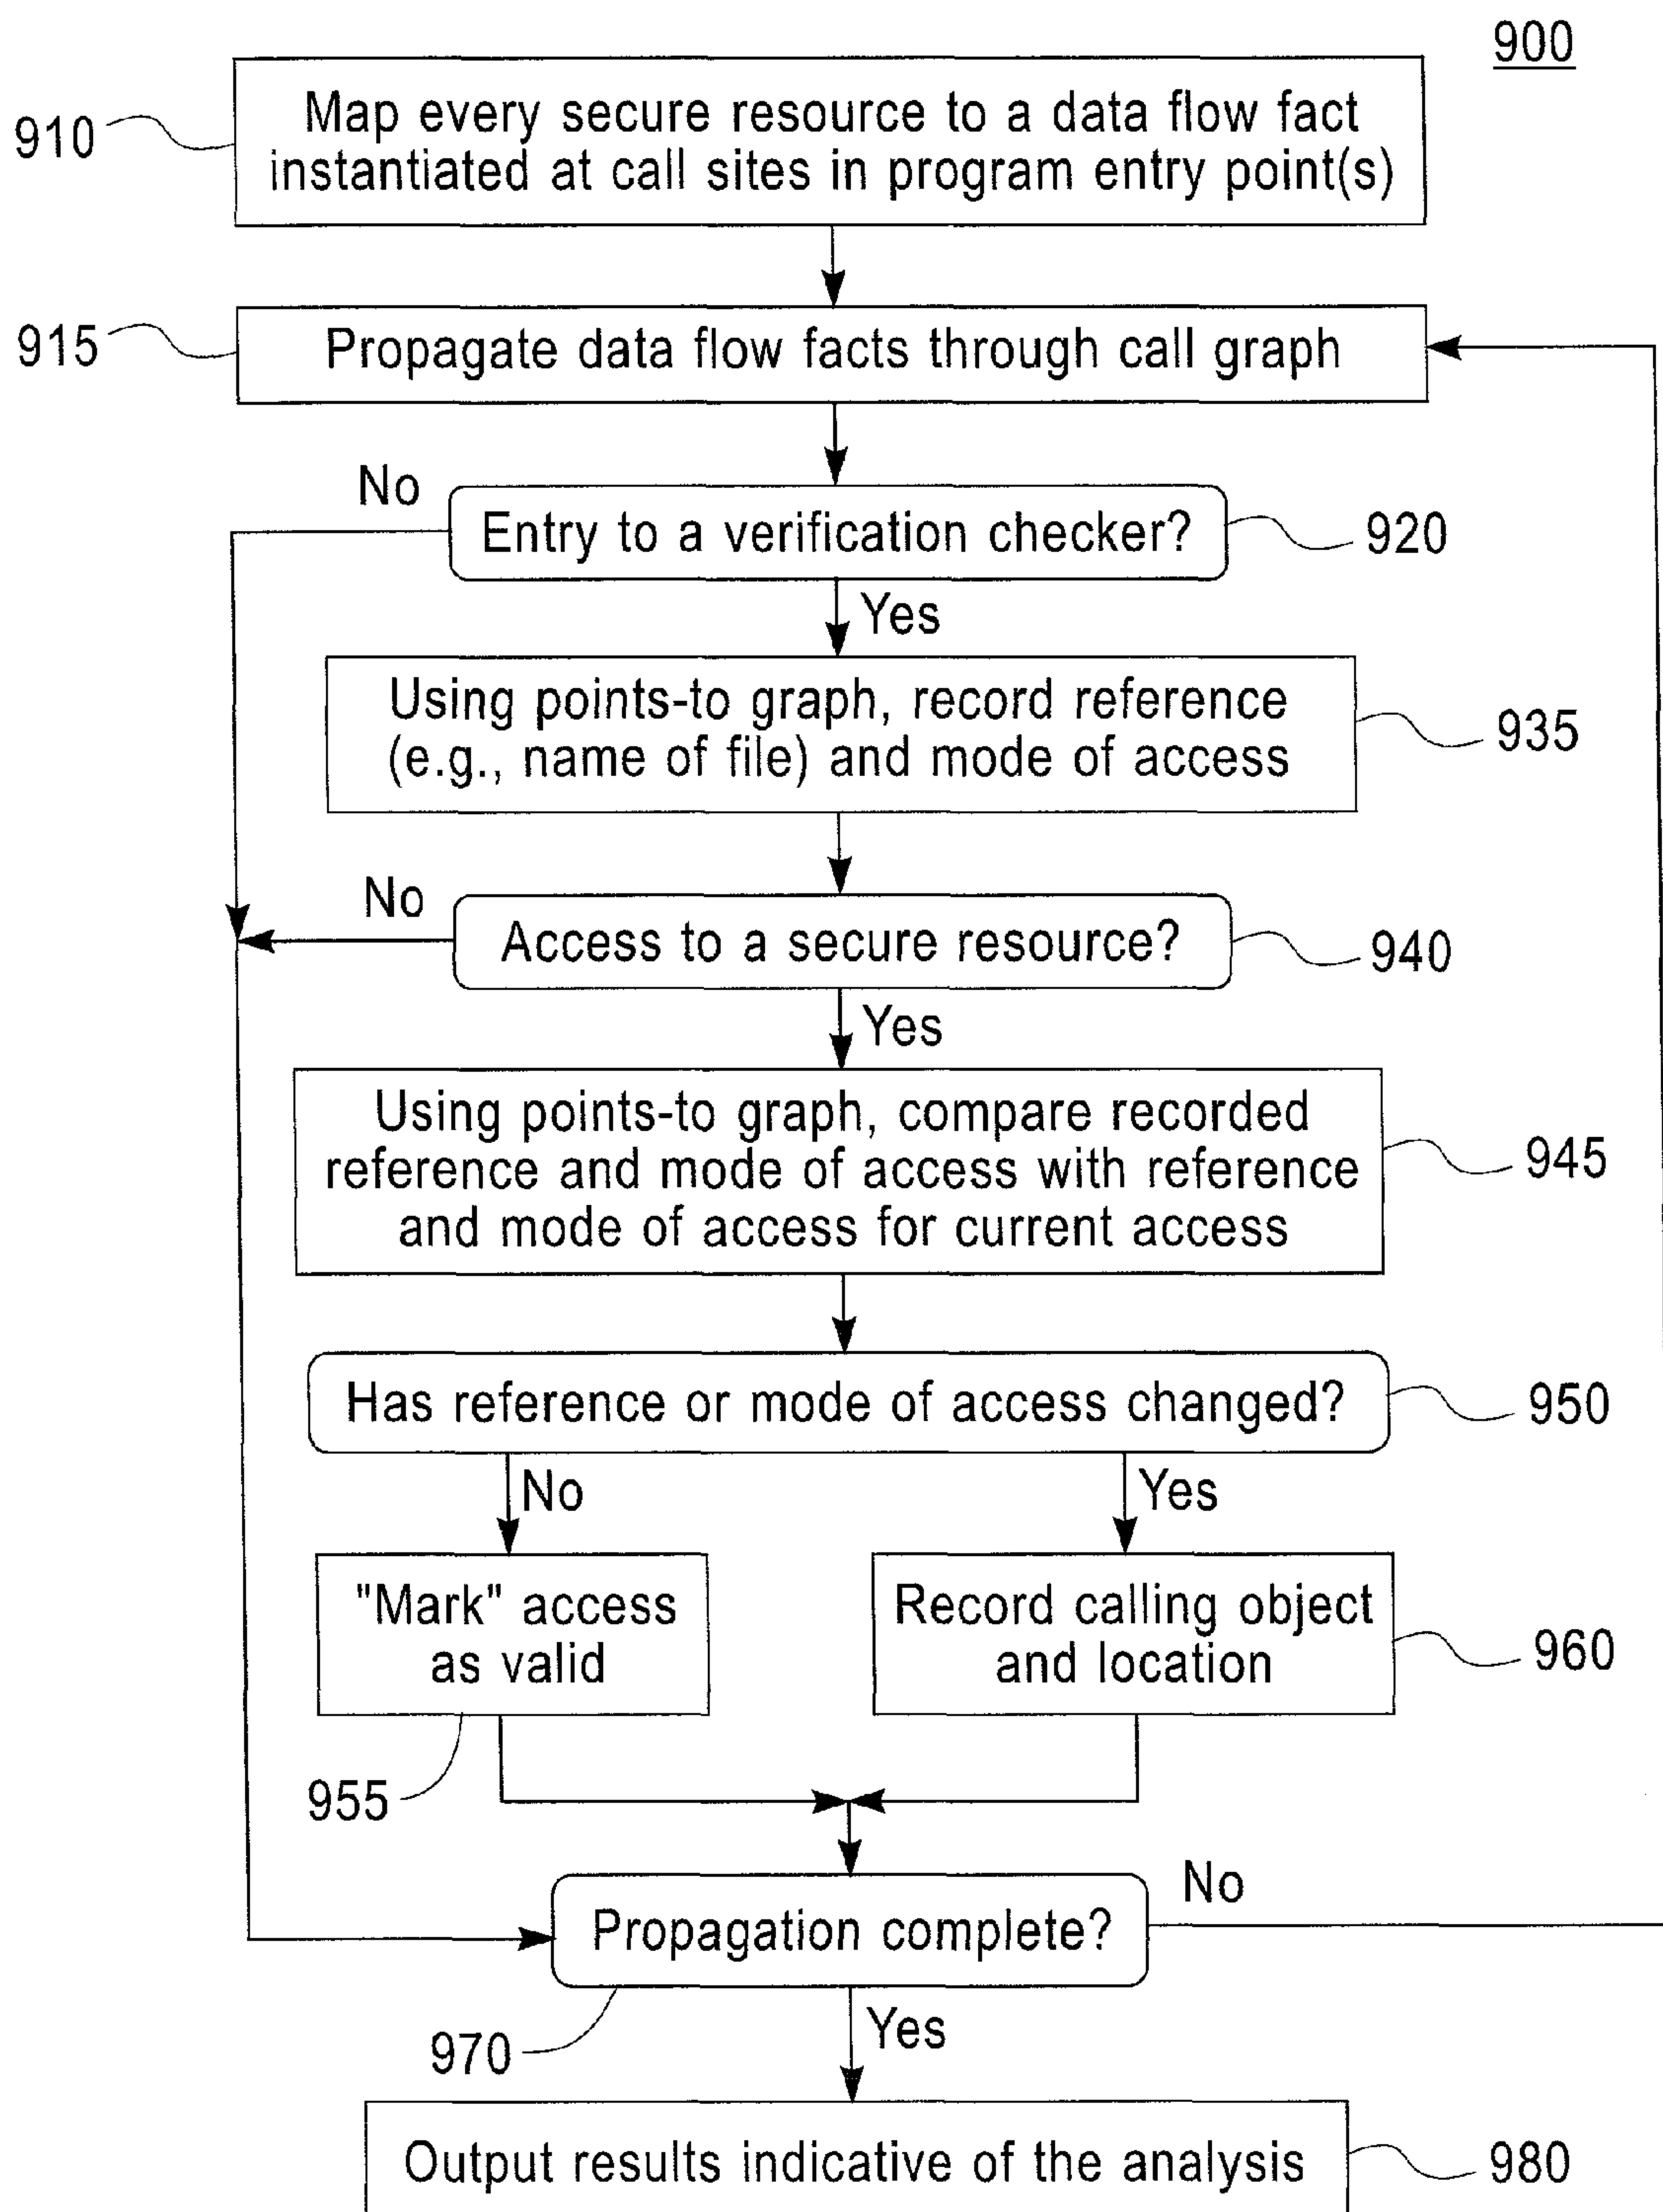 900
910
Map every secure resource to a data flow fact
instantiated at call sites in program entry point(s)
915
Propagate data flow facts through call graph
No
Entry to a verification checker?
920
Yes
Using points-to graph, record reference
(e.g., name of file) and mode of access
935
No
Access to a secure resource?
940
Yes
Using points-to graph, compare recorded
reference and mode of access with reference
and mode of access for current access
945
Has reference or mode of access changed?
950
No
Yes
"Mark" access
as valid
Record calling object
and location
960
955
Propagation complete?
No
970
Yes
Output results indicative of the analysis
980